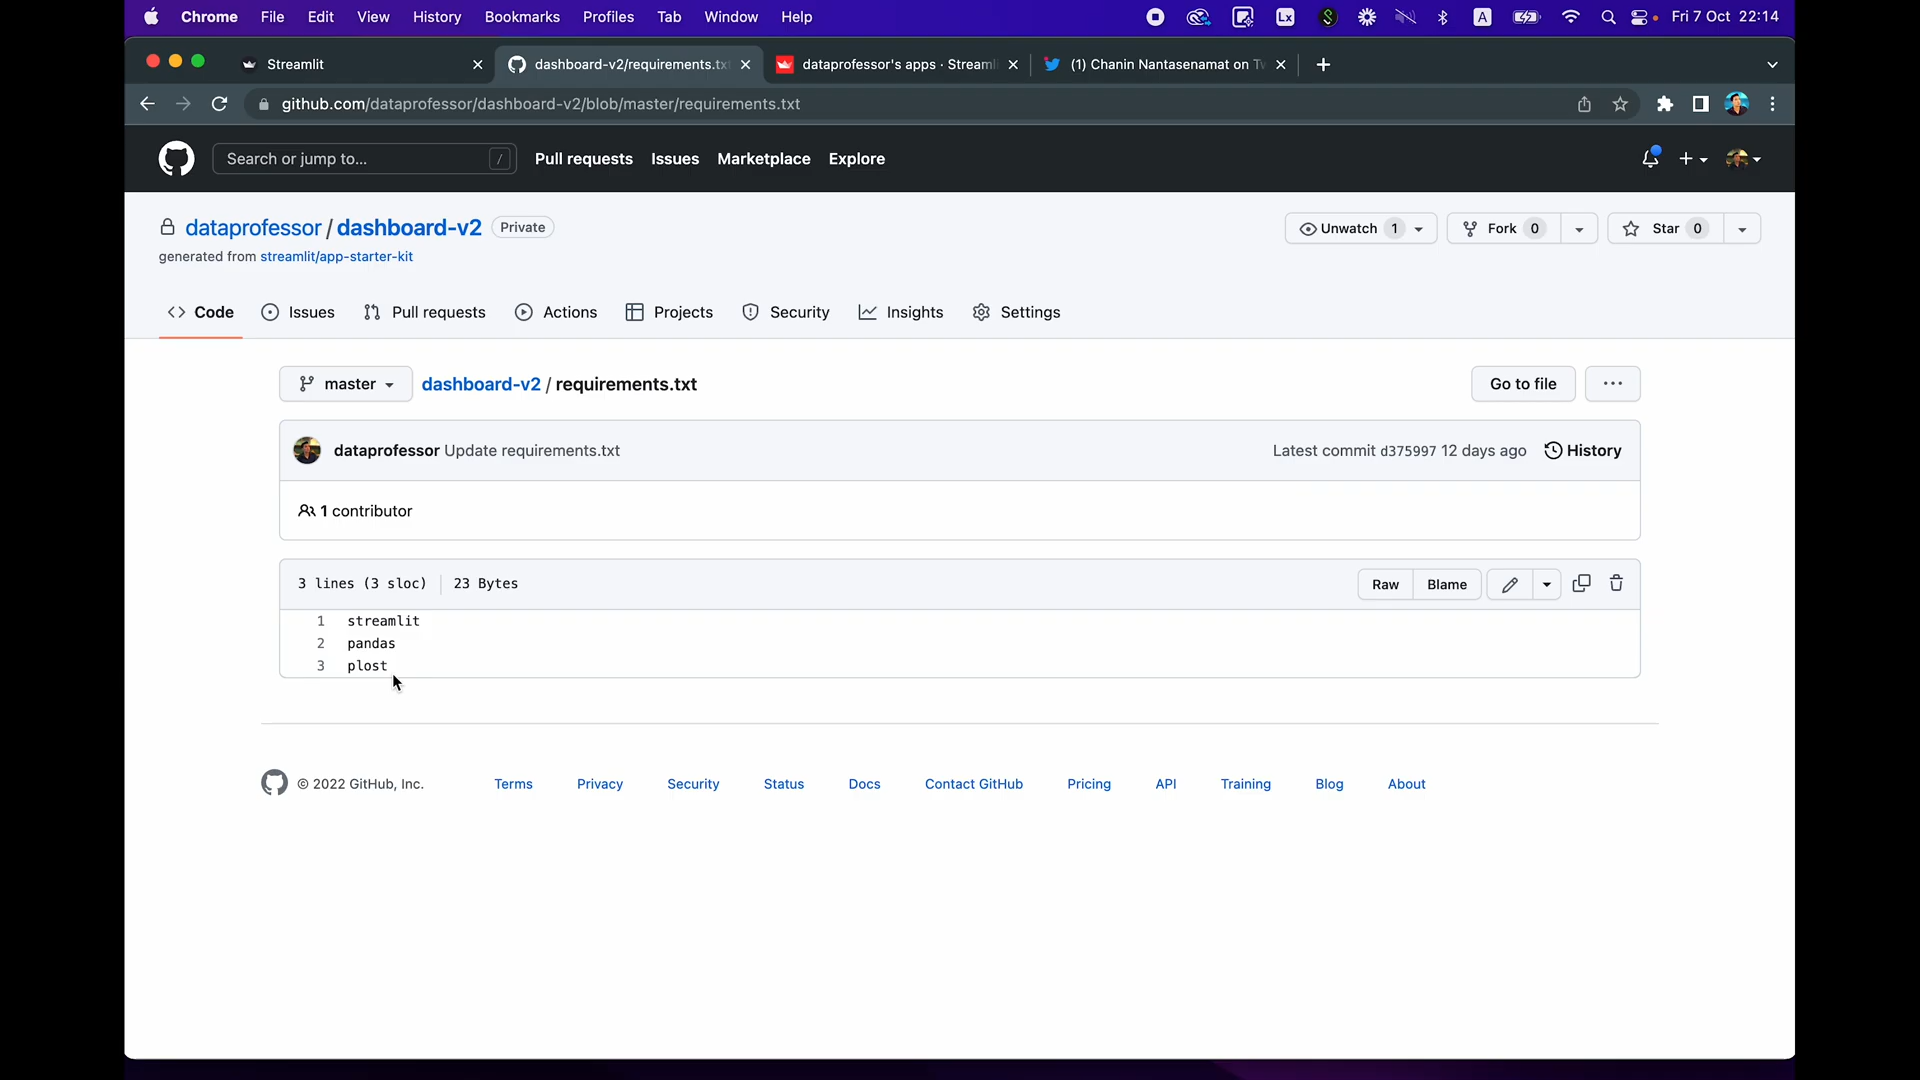 Chrome File Edit View History Bookmarks Profiles Tab Window Help Lx A Fri 7 Oct 22:14
Streamlit dashboard-v2/requirements.tx dataprofessor's apps · Streaml (1) Chanin Nantasenamat on Tw
github.com/dataprofessor/dashboard-v2/blob/master/requirements.txt
Search or jump to... / Pull requests Issues Marketplace Explore
dataprofessor / dashboard-v2 Private Unwatch 1 Fork 0 Star 0
generated from streamlit/app-starter-kit
Code Issues Pull requests Actions Projects Security Insights Settings
master dashboard-v2 / requirements.txt Go to file ...
dataprofessor Update requirements.txt Latest commit d375997 12 days ago History
1 contributor
3 lines (3 sloc) 23 Bytes Raw Blame
1 streamlit
2 pandas
3 plost
© 2022 GitHub, Inc. Terms Privacy Security Status Docs Contact GitHub Pricing API Training Blog About